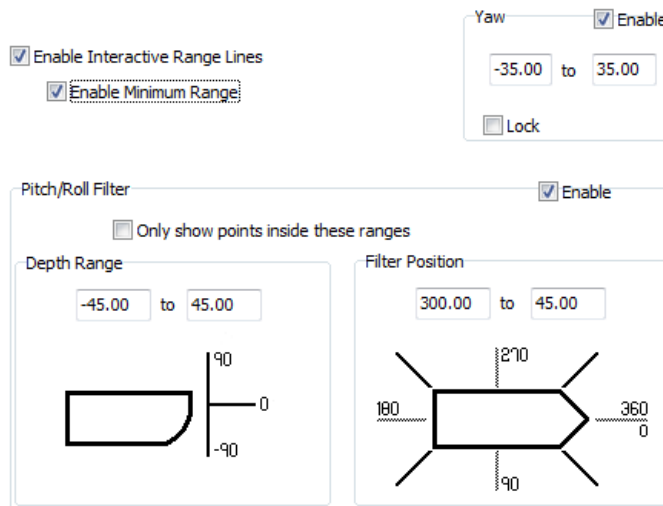 Yaw
Enable
Enable Interactive Range Lines
-35.00 to 35.00
Enable Minimum Range
Lock
Pitch/Roll Filter
Enable
Only show points inside these ranges
Depth Range
-45.00 to 45.00
90
0
-90
Filter Position
300.00 to 45.00
270
180
360
0
90